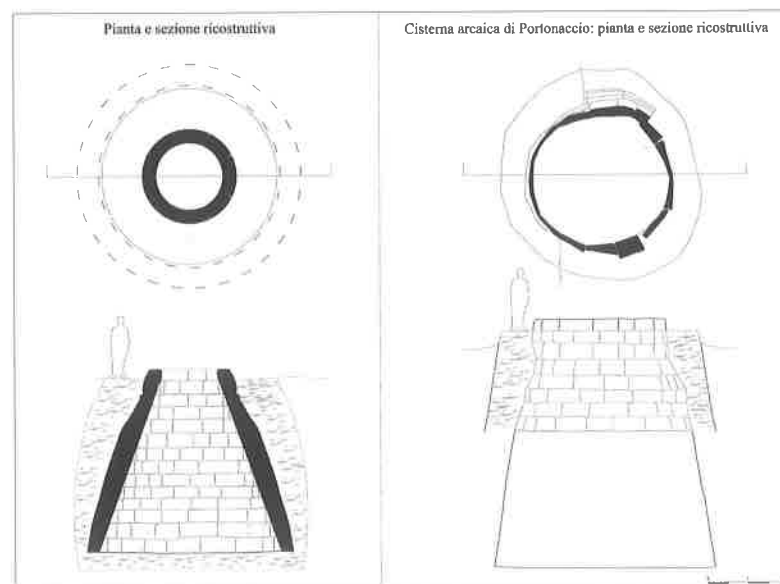 Pianta e sezione ricostruttiva
Cisterna arcaica di Portonaccio: pianta e sezione ricostruttiva